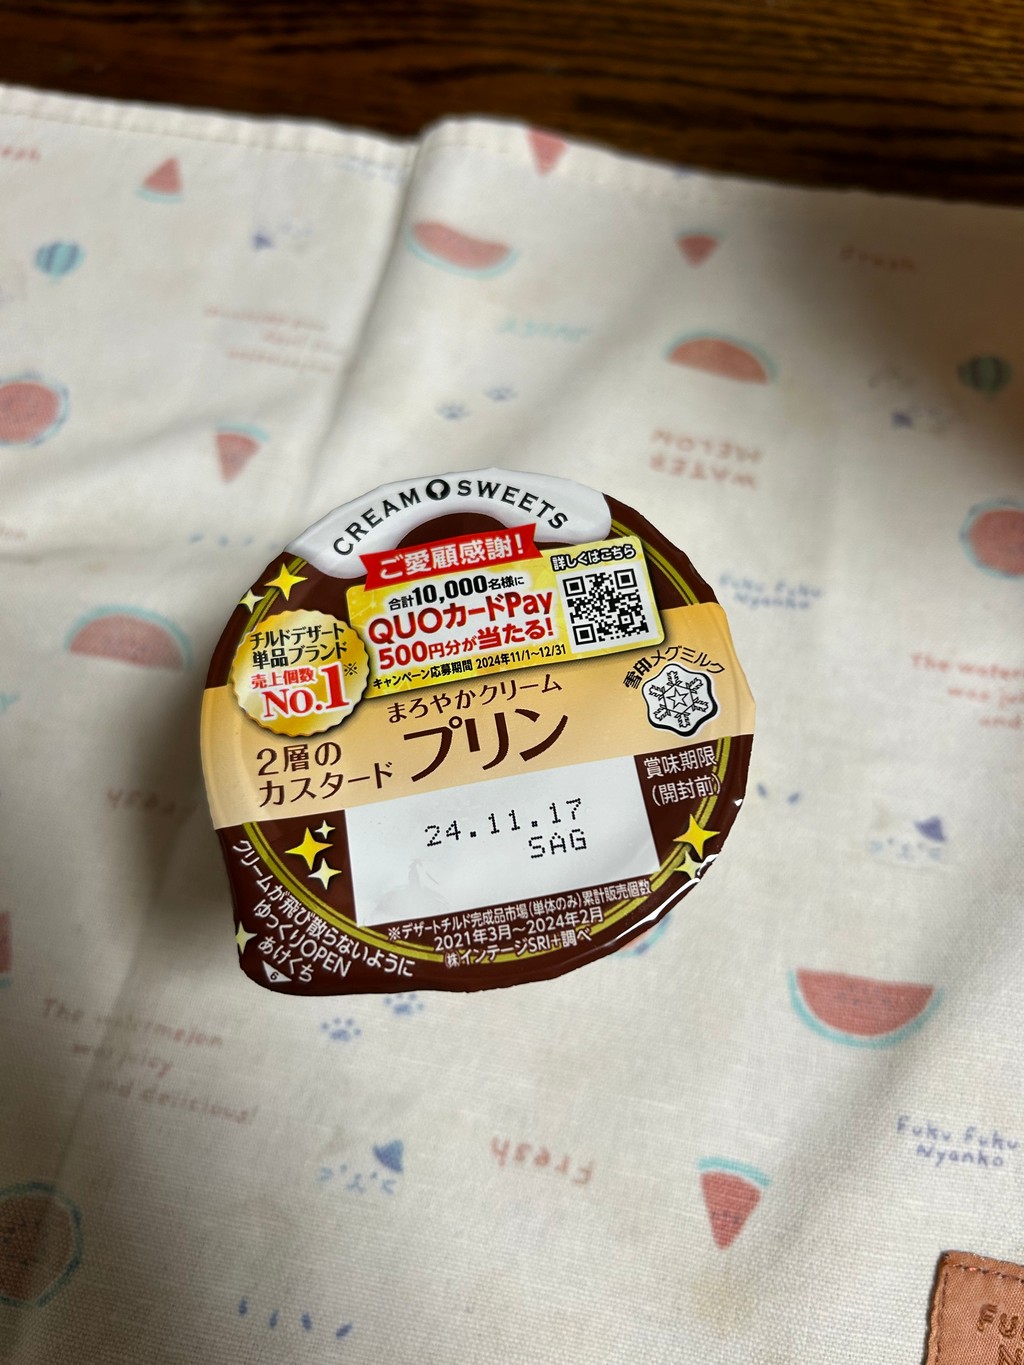 CREAM SWEETS
ご愛顧感謝!
詳しくはこちら
合計10,000名様に
QUOカードPay
500円分が当たる!
キャンペーン応募期間 2024年11/1~12/31
チルドデザート
単品ブランド
売上個数※
No.1
雪印メグミルク
まろやかクリーム
プリン
2層の
カスタード
賞味期限
(開封前)
24.11.17
SAG
※デザートチルド完成品市場(単体のみ)累計販売個数
2021年3月~2024年2月
㈱インテージSRI+調べ
クリームが飛び散らないように
ゆっくりOPEN
あけくち
6
Fresh
WATER
MELON
Fuku Fuku
Nyanko
The watermelon
was juicy
and delicious!
Fresh
Fuku Fuku
Nyanko